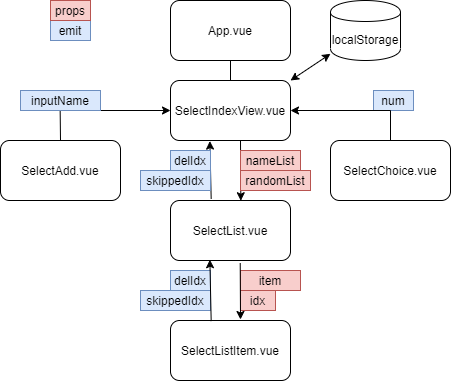 props
emit
App.vue
localStorage
inputName
SelectIndexView.vue
num
SelectAdd.vue
delIdx
nameList
skippedIdx
randomList
SelectChoice.vue
SelectList.vue
delIdx
item
skippedIdx
idx
SelectListItem.vue